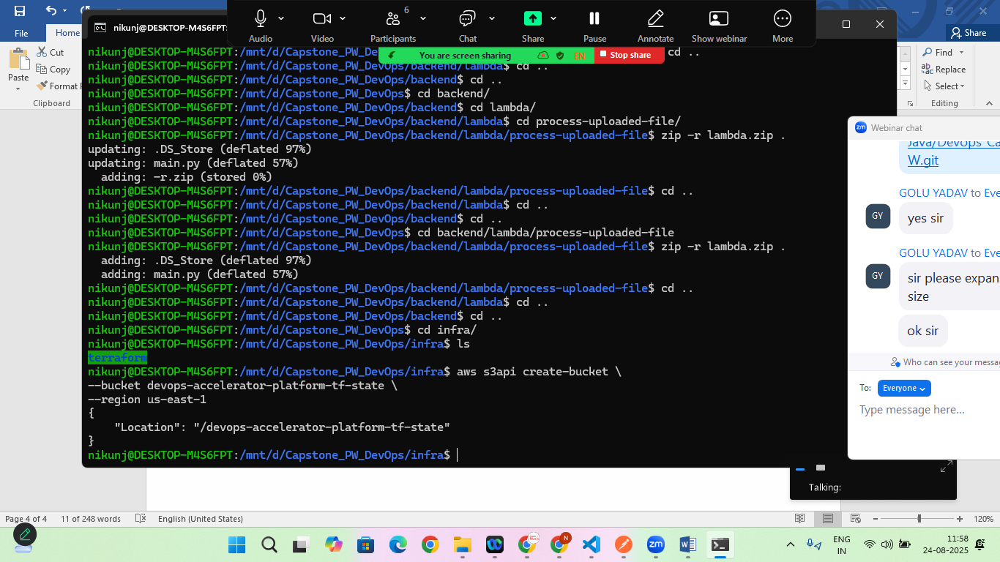 File
Home
Share
Paste
Cut
Copy
Format
Clipboard
Find
Replace
Select
Editing
Audio
Video
6
Participants
Chat
Share
Pause
Annotate
Show webinar
More
You are screen sharing
EN
Stop share
nikunj@DESKTOP-M4S6FPT:
nikunj@DESKTOP-M4S6FPT:/mnt/d/Capstone_PW_De cd ..
nikunj@DESKTOP-M4S6FPT:/mnt/d/Capstone_PW_DevOps/backend/lambda$ cd ..
nikunj@DESKTOP-M4S6FPT:/mnt/d/Capstone_PW_DevOps/backend$ cd ..
nikunj@DESKTOP-M4S6FPT:/mnt/d/Capstone_PW_DevOps$ cd backend/
nikunj@DESKTOP-M4S6FPT:/mnt/d/Capstone_PW_DevOps/backend$ cd lambda/
nikunj@DESKTOP-M4S6FPT:/mnt/d/Capstone_PW_DevOps/backend/lambda$ cd process-uploaded-file/
nikunj@DESKTOP-M4S6FPT:/mnt/d/Capstone_PW_DevOps/backend/lambda/process-uploaded-file$ zip -r lambda.zip .
updating: .DS_Store (deflated 97%)
updating: main.py (deflated 57%)
  adding: -r.zip (stored 0%)
nikunj@DESKTOP-M4S6FPT:/mnt/d/Capstone_PW_DevOps/backend/lambda/process-uploaded-file$ cd ..
nikunj@DESKTOP-M4S6FPT:/mnt/d/Capstone_PW_DevOps/backend/lambda$ cd ..
nikunj@DESKTOP-M4S6FPT:/mnt/d/Capstone_PW_DevOps/backend$ cd ..
nikunj@DESKTOP-M4S6FPT:/mnt/d/Capstone_PW_DevOps$ cd backend/lambda/process-uploaded-file
nikunj@DESKTOP-M4S6FPT:/mnt/d/Capstone_PW_DevOps/backend/lambda/process-uploaded-file$ zip -r lambda.zip .
  adding: .DS_Store (deflated 97%)
  adding: main.py (deflated 57%)
nikunj@DESKTOP-M4S6FPT:/mnt/d/Capstone_PW_DevOps/backend/lambda/process-uploaded-file$ cd ..
nikunj@DESKTOP-M4S6FPT:/mnt/d/Capstone_PW_DevOps/backend/lambda$ cd ..
nikunj@DESKTOP-M4S6FPT:/mnt/d/Capstone_PW_DevOps/backend$ cd ..
nikunj@DESKTOP-M4S6FPT:/mnt/d/Capstone_PW_DevOps$ cd infra/
nikunj@DESKTOP-M4S6FPT:/mnt/d/Capstone_PW_DevOps/infra$ ls
terraform
nikunj@DESKTOP-M4S6FPT:/mnt/d/Capstone_PW_DevOps/infra$ aws s3api create-bucket \
--bucket devops-accelerator-platform-tf-state \
--region us-east-1
{
    "Location": "/devops-accelerator-platform-tf-state"
}
nikunj@DESKTOP-M4S6FPT:/mnt/d/Capstone_PW_DevOps/infra$
zm Webinar chat
Java/Devops Ca
W.git
GOLU YADAV to Eve
GY
yes sir
GOLU YADAV to Eve
GY
sir please expan
size
ok sir
Who can see your messa
To: Everyone
Type message here...
Talking:
Page 4 of 4
11 of 248 words
English (United States)
120%
N
zm
ENG
IN
11:58
24-08-2025